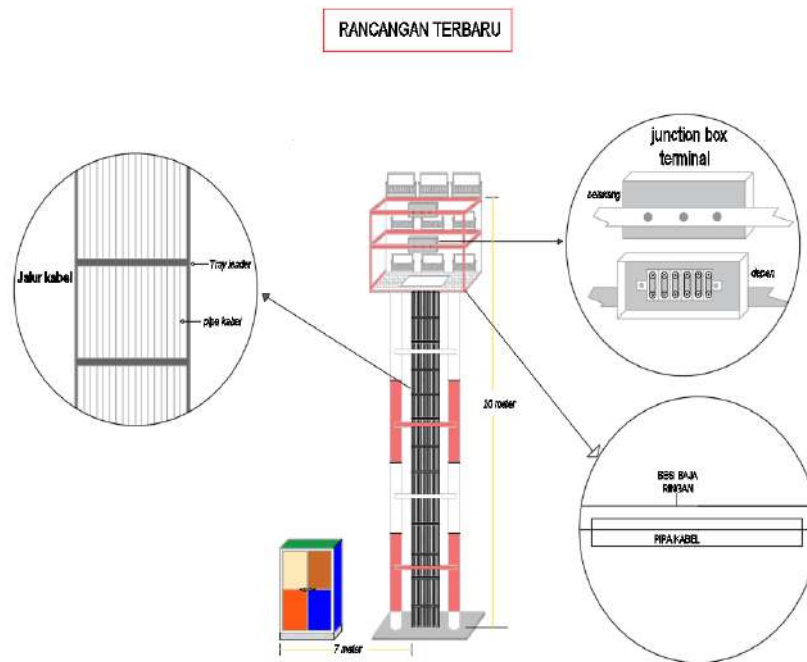 RANCANGAN TERBARU
junction box
terminal
belakang
depan
Jalur kabel
Tray leader
pipa kabel
20 meter
BESI BAJA
RINGAN
PIPA KABEL
7 meter